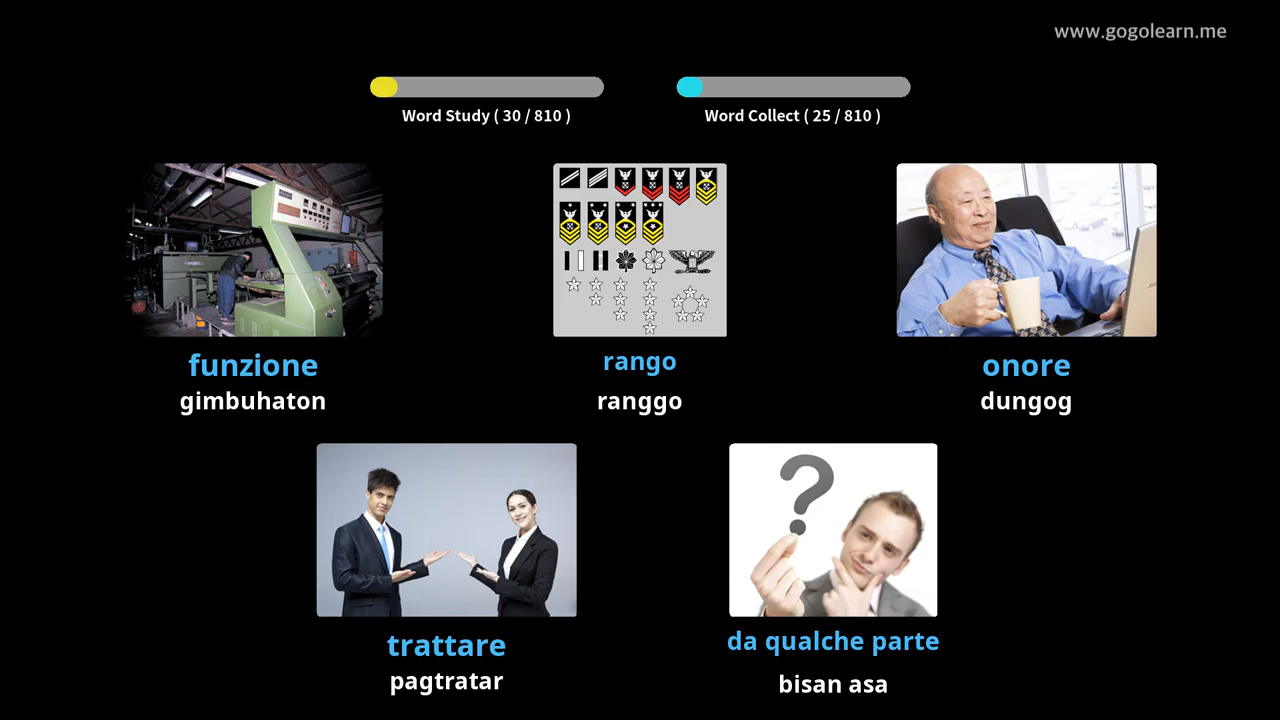 www.gogolearn.me
Word Study ( 30 / 810 )
Word Collect ( 25 / 810 )
funzione
gimbuhaton
rango
ranggo
onore
dungog
trattare
pagtratar
da qualche parte
bisan asa